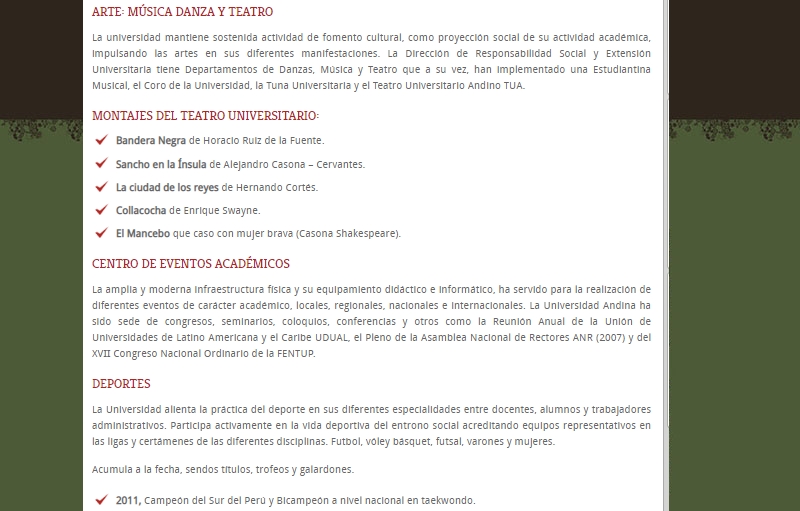 ARTE: MÚSICA DANZA Y TEATRO
La universidad mantiene sostenida actividad de fomento cultural, como proyección social de su actividad académica,
impulsando las artes en sus diferentes manifestaciones. La Dirección de Responsabilidad Social y Extensión
Universitaria tiene Departamentos de Danzas, Música y Teatro que a su vez, han implementado una Estudiantina
Musical, el Coro de la Universidad, la Tuna Universitaria y el Teatro Universitario Andino TUA.
MONTAJES DEL TEATRO UNIVERSITARIO:
Bandera Negra de Horacio Ruiz de la Fuente.
Sancho en la Ínsula de Alejandro Casona – Cervantes.
La ciudad de los reyes de Hernando Cortés.
Collacocha de Enrique Swayne.
El Mancebo que caso con mujer brava (Casona Shakespeare).
CENTRO DE EVENTOS ACADÉMICOS
La amplia y moderna infraestructura física y su equipamiento didáctico e informático, ha servido para la realización de
diferentes eventos de carácter académico, locales, regionales, nacionales e internacionales. La Universidad Andina ha
sido sede de congresos, seminarios, coloquios, conferencias y otros como la Reunión Anual de la Unión de
Universidades de Latino Americana y el Caribe UDUAL, el Pleno de la Asamblea Nacional de Rectores ANR (2007) y del
XVII Congreso Nacional Ordinario de la FENTUP.
DEPORTES
La Universidad alienta la práctica del deporte en sus diferentes especialidades entre docentes, alumnos y trabajadores
administrativos. Participa activamente en la vida deportiva del entrono social acreditando equipos representativos en
las ligas y certámenes de las diferentes disciplinas. Futbol, vóley básquet, futsal, varones y mujeres.
Acumula a la fecha, sendos títulos, trofeos y galardones.
2011, Campeón del Sur del Perú y Bicampeón a nivel nacional en taekwondo.